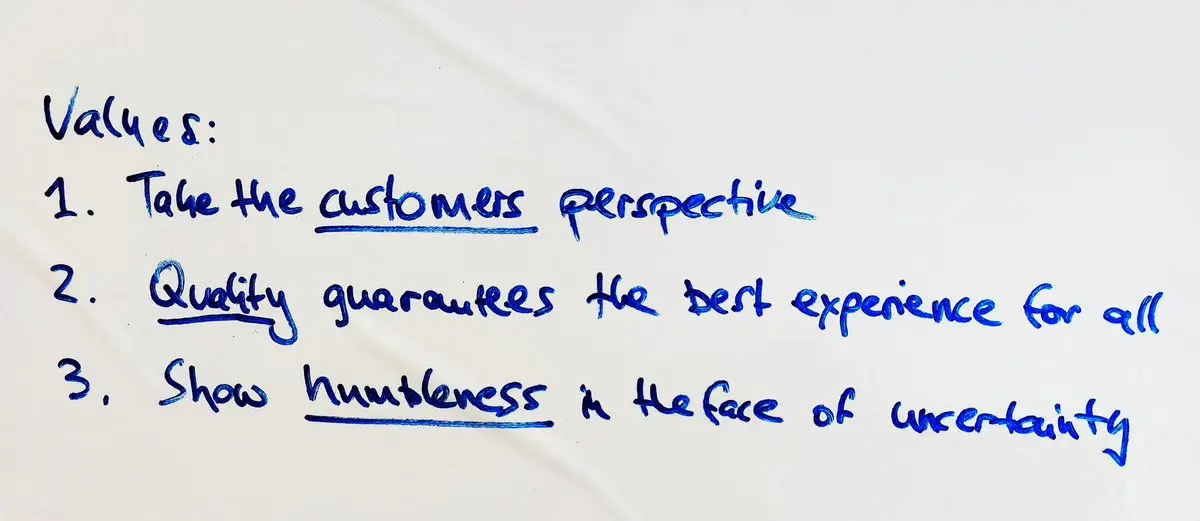 Values:
1. Take the customers perspective
2. Quality guarantees the best experience for all
3. Show humbleness in the face of uncertainty